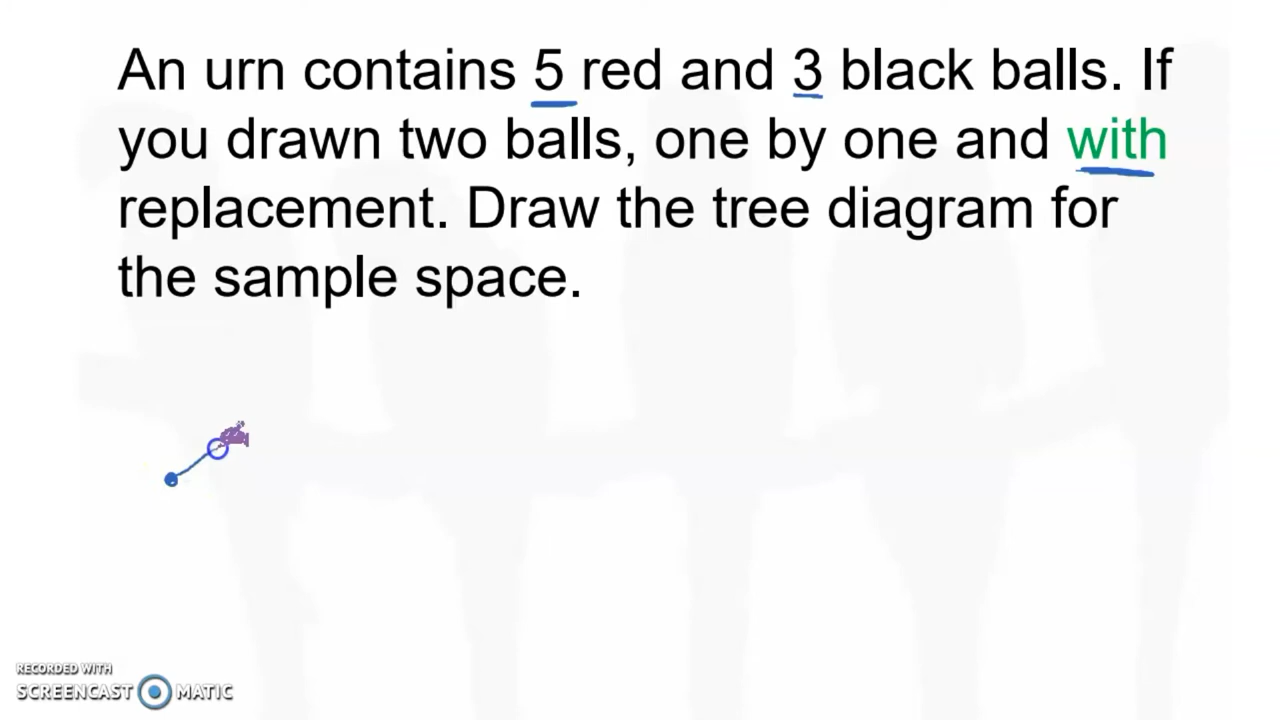 An urn contains 5 red and 3 black balls. If
you drawn two balls, one by one and with
replacement. Draw the tree diagram for
the sample space.
RECORDED WITH
SCREENCAST MATIC